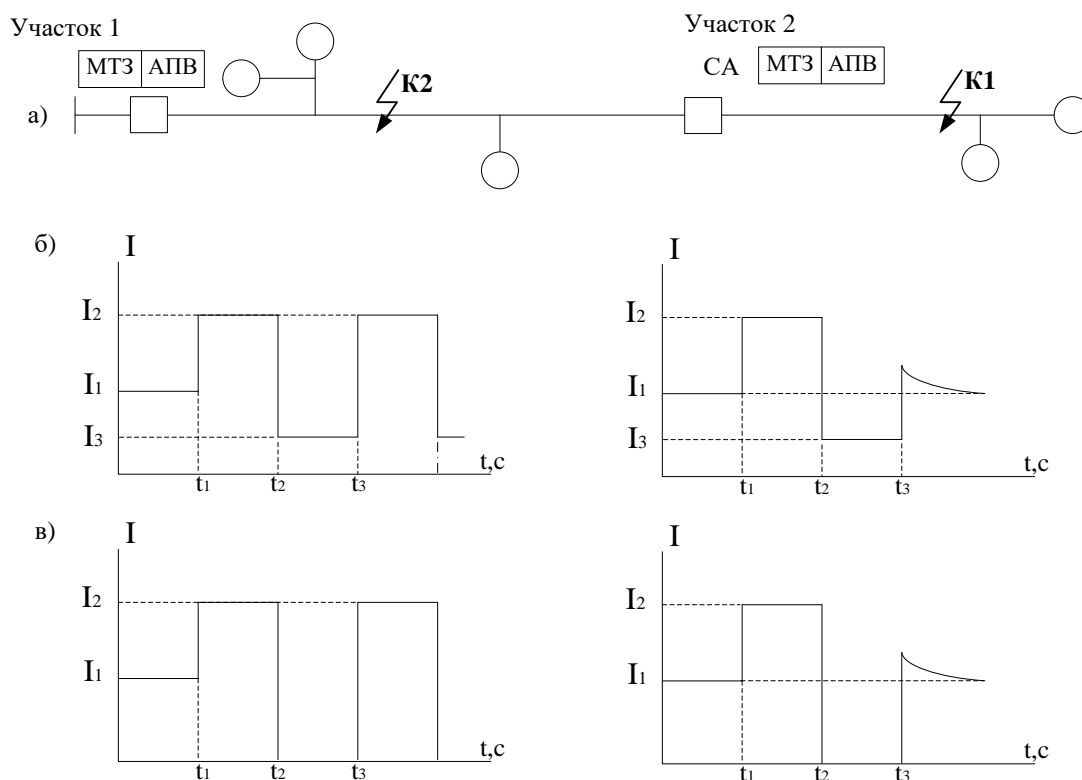 Участок 1
Участок 2
МТЗ АПВ
СА МТЗ АПВ
К2
К1
а)
б)
I
I
I2
I2
I1
I1
I3
I3
t,с
t,с
t1 t2 t3
t1 t2 t3
в)
I
I
I2
I2
I1
I1
t,с
t,с
t1 t2 t3
t1 t2 t3